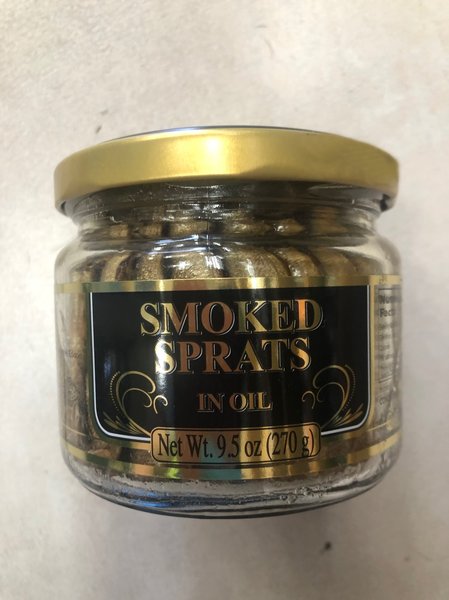 SMOKED
SPRATS
IN OIL
Net Wt. 9.5 oz (270 g)